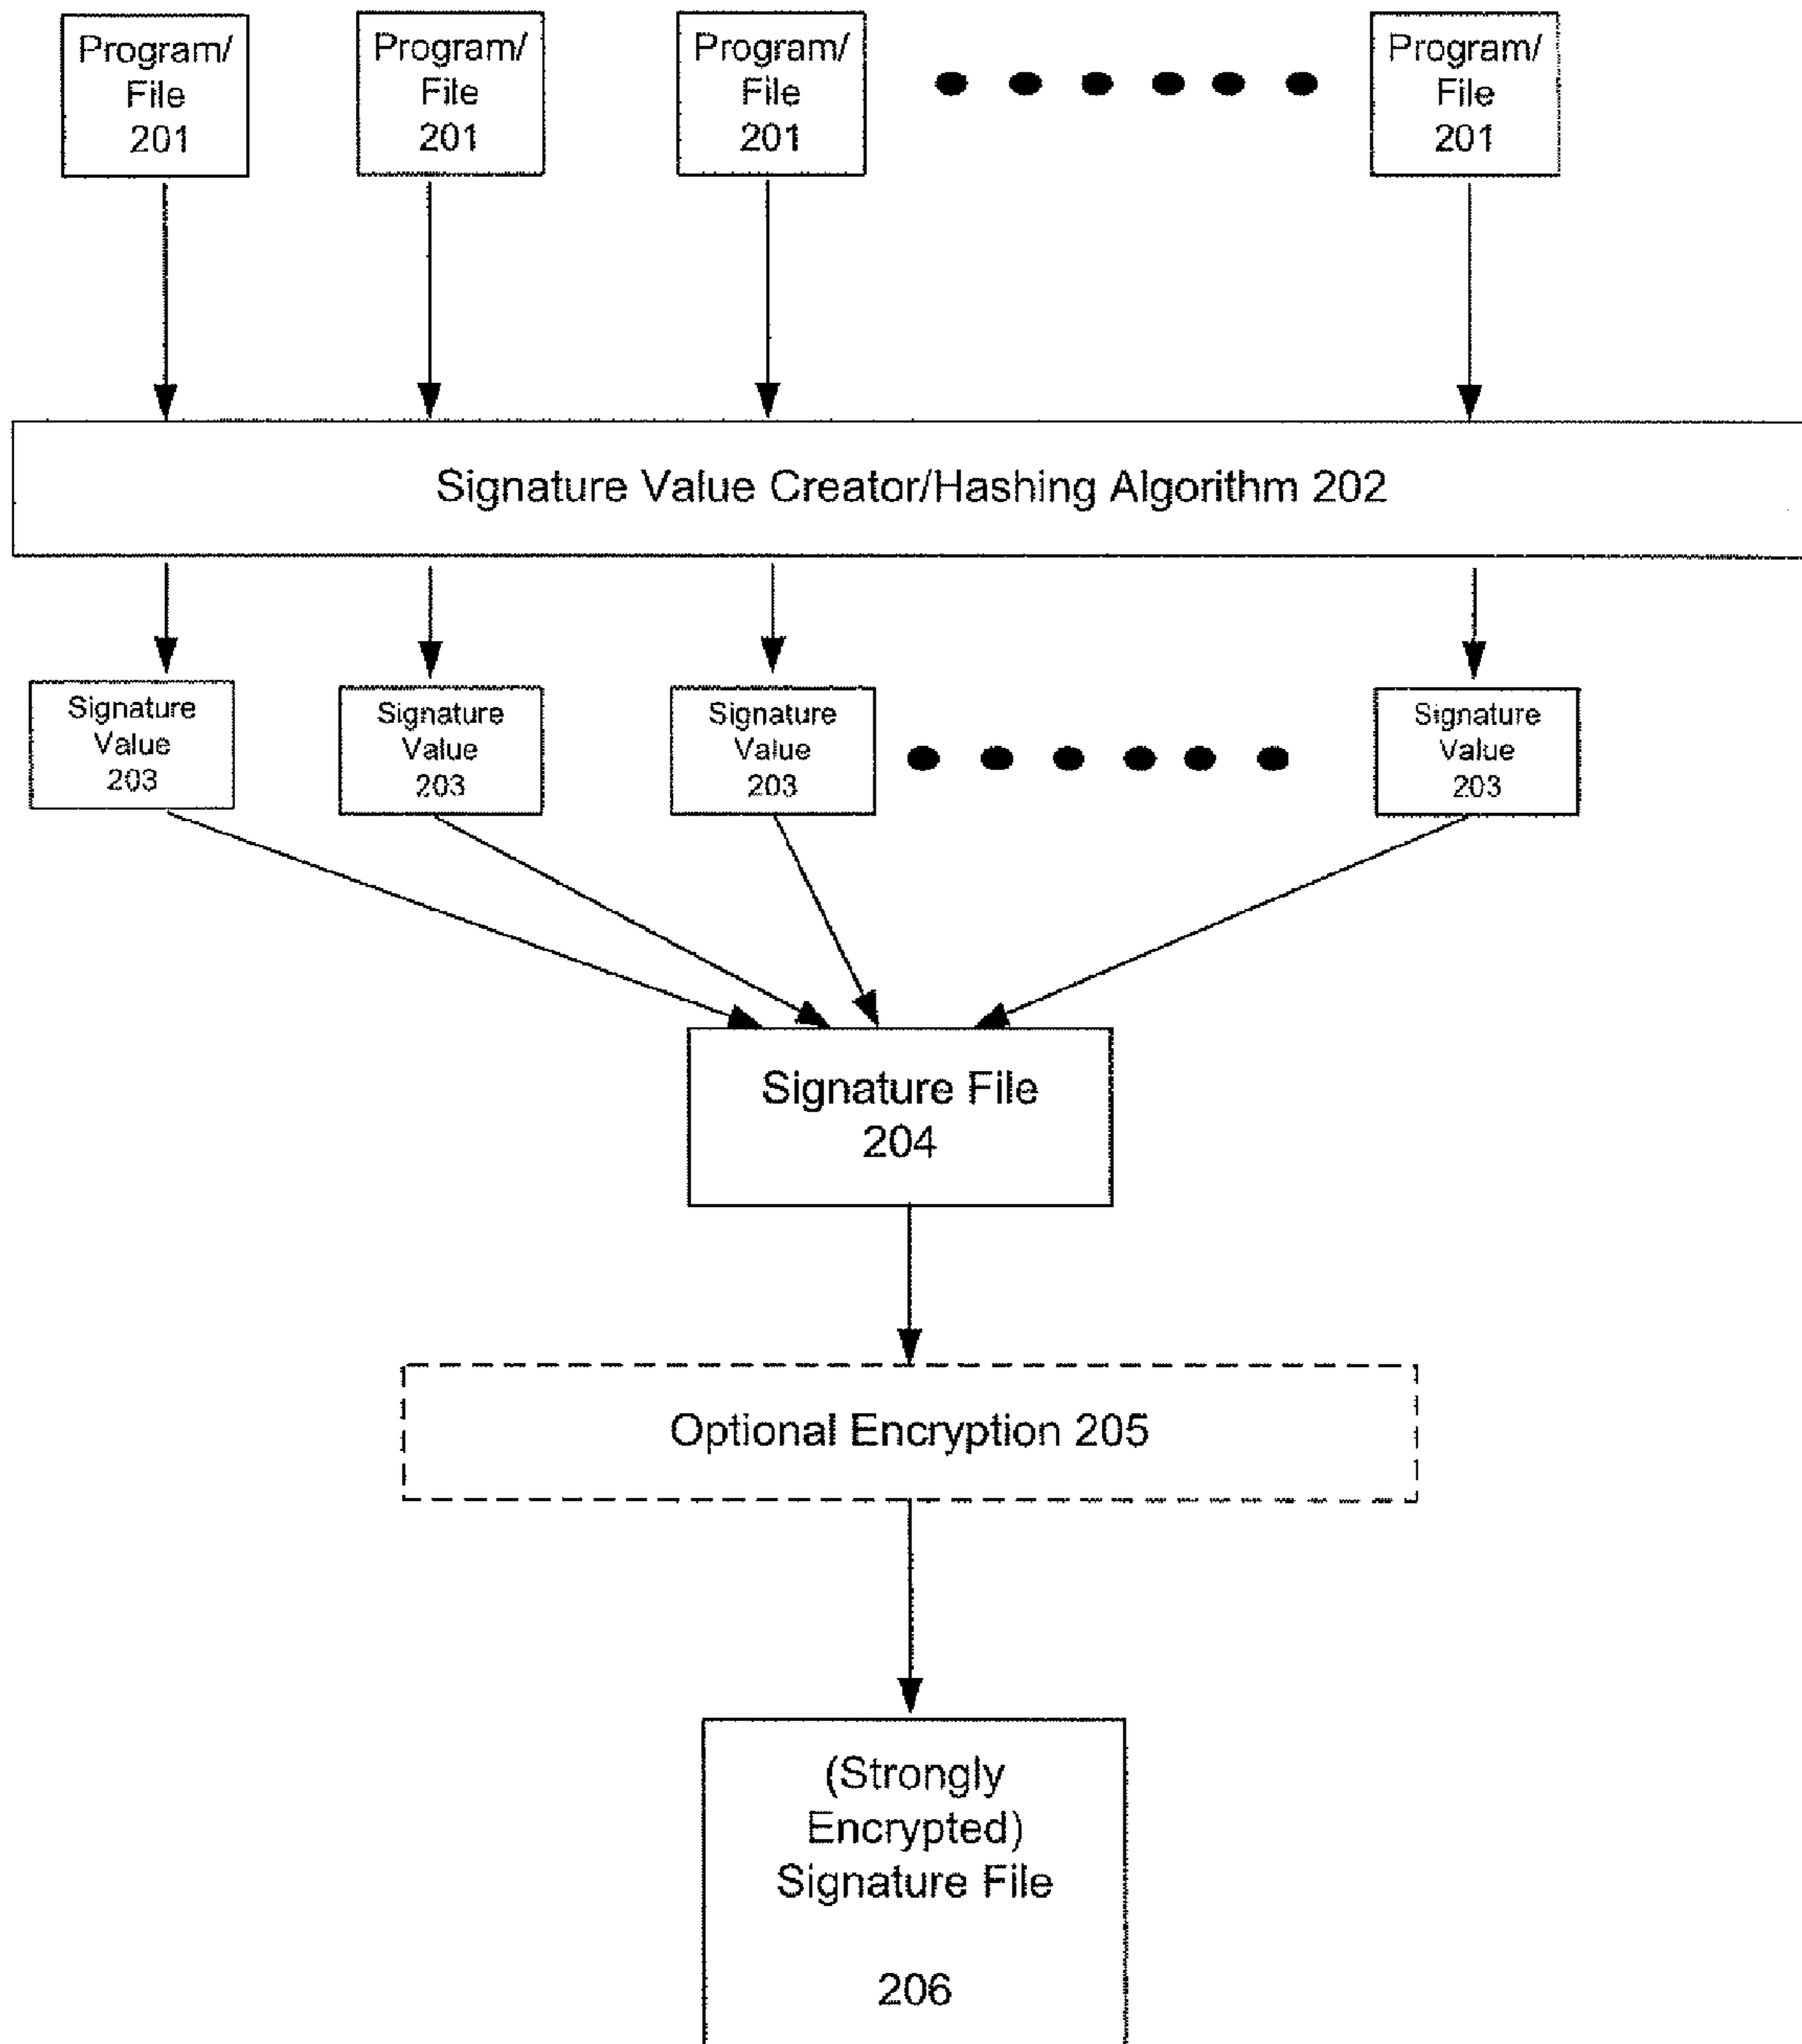 Program/
File
201
Program/
File
201
Program/
File
201
Program/
File
201
Signature Value Creator/Hashing Algorithm 202
Signature
Value
203
Signature
Value
203
Signature
Value
203
Signature
Value
203
Signature File
204
Optional Encryption 205
(Strongly
Encrypted)
Signature File
206